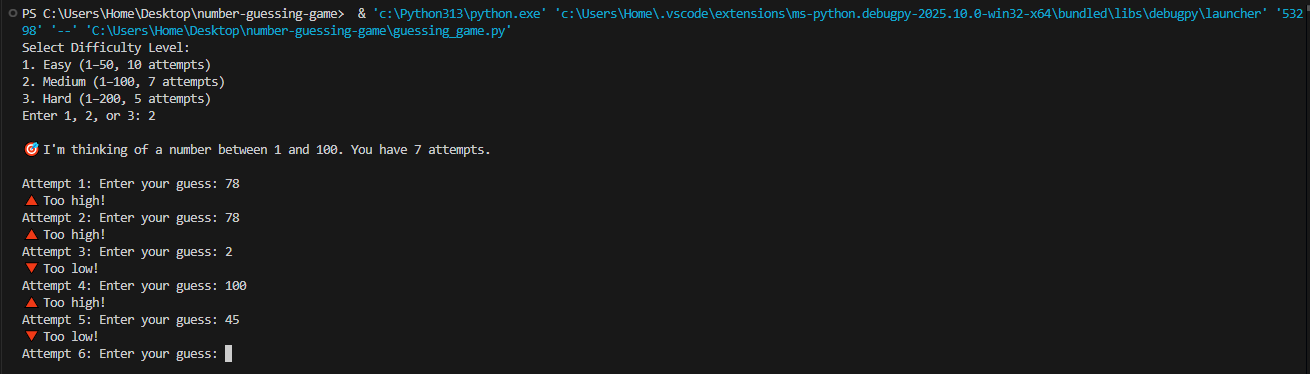 PS C:\Users\Home\Desktop\number-guessing-game>  & 'c:\Python313\python.exe' 'c:\Users\Home\.vscode\extensions\ms-python.debugpy-2025.10.0-win32-x64\bundled\libs\debugpy\launcher' '532
98' '--' 'C:\Users\Home\Desktop\number-guessing-game\guessing_game.py'
Select Difficulty Level:
1. Easy (1–50, 10 attempts)
2. Medium (1–100, 7 attempts)
3. Hard (1–200, 5 attempts)
Enter 1, 2, or 3: 2
🎯 I'm thinking of a number between 1 and 100. You have 7 attempts.
Attempt 1: Enter your guess: 78
🔺 Too high!
Attempt 2: Enter your guess: 78
🔺 Too high!
Attempt 3: Enter your guess: 2
🔻 Too low!
Attempt 4: Enter your guess: 100
🔺 Too high!
Attempt 5: Enter your guess: 45
🔻 Too low!
Attempt 6: Enter your guess: